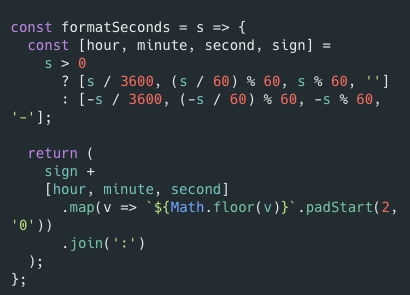 const formatSeconds = s => {
  const [hour, minute, second, sign] =
    s > 0
      ? [s / 3600, (s / 60) % 60, s % 60, '']
      : [-s / 3600, (-s / 60) % 60, -s % 60,
'-'];

  return (
    sign +
    [hour, minute, second]
      .map(v => `${Math.floor(v)}`.padStart(2,
'0'))
      .join(':')
  );
};